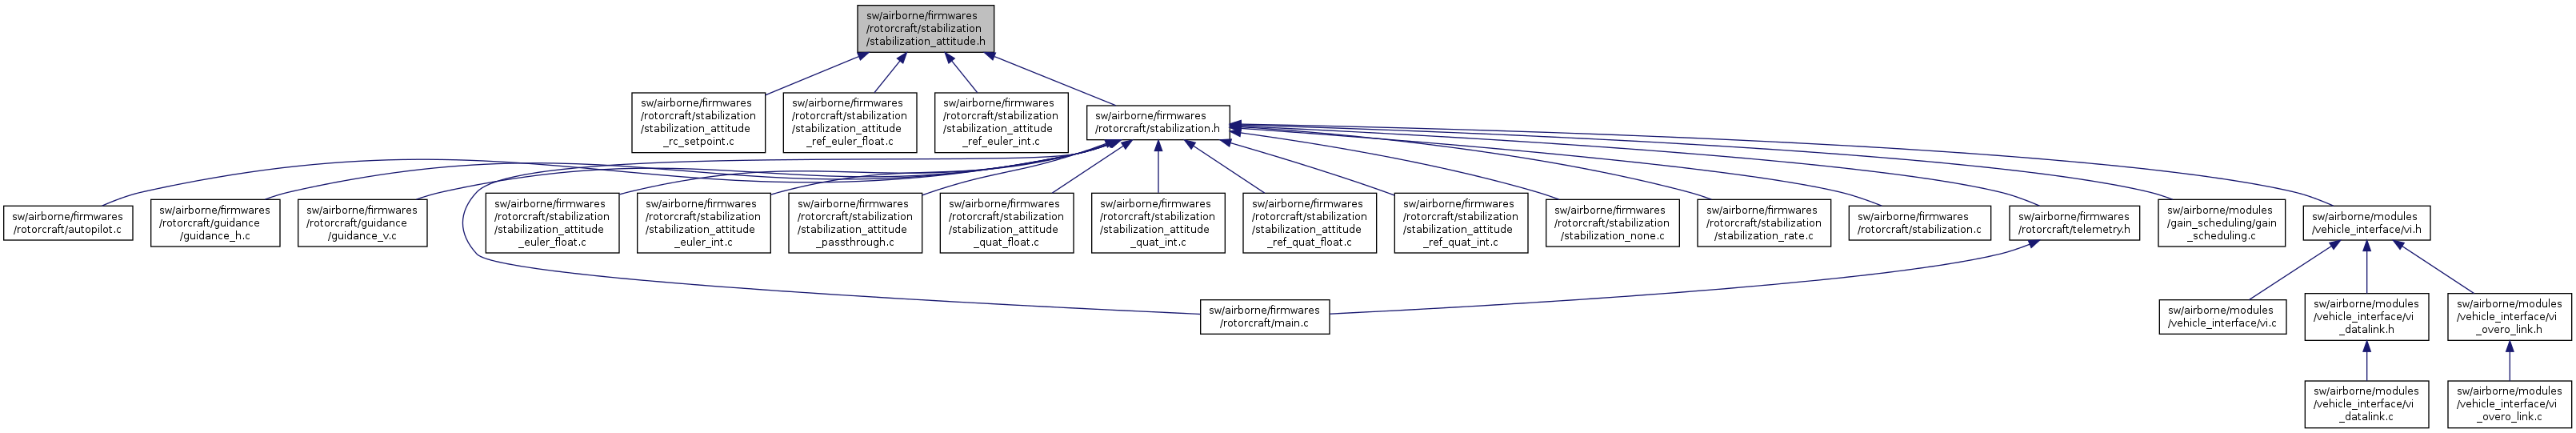 sw/airborne/firmwares
/rotorcraft/stabilization
/stabilization_attitude.h
sw/airborne/firmwares
/rotorcraft/stabilization
/stabilization_attitude
_rc_setpoint.c
sw/airborne/firmwares
/rotorcraft/stabilization
/stabilization_attitude
_ref_euler_float.c
sw/airborne/firmwares
/rotorcraft/stabilization
/stabilization_attitude
_ref_euler_int.c
sw/airborne/firmwares
/rotorcraft/stabilization.h
sw/airborne/firmwares
/rotorcraft/autopilot.c
sw/airborne/firmwares
/rotorcraft/guidance
/guidance_h.c
sw/airborne/firmwares
/rotorcraft/guidance
/guidance_v.c
sw/airborne/firmwares
/rotorcraft/stabilization
/stabilization_attitude
_euler_float.c
sw/airborne/firmwares
/rotorcraft/stabilization
/stabilization_attitude
_euler_int.c
sw/airborne/firmwares
/rotorcraft/stabilization
/stabilization_attitude
_passthrough.c
sw/airborne/firmwares
/rotorcraft/stabilization
/stabilization_attitude
_quat_float.c
sw/airborne/firmwares
/rotorcraft/stabilization
/stabilization_attitude
_quat_int.c
sw/airborne/firmwares
/rotorcraft/stabilization
/stabilization_attitude
_ref_quat_float.c
sw/airborne/firmwares
/rotorcraft/stabilization
/stabilization_attitude
_ref_quat_int.c
sw/airborne/firmwares
/rotorcraft/stabilization
/stabilization_none.c
sw/airborne/firmwares
/rotorcraft/stabilization
/stabilization_rate.c
sw/airborne/firmwares
/rotorcraft/stabilization.c
sw/airborne/firmwares
/rotorcraft/telemetry.h
sw/airborne/modules
/gain_scheduling/gain
_scheduling.c
sw/airborne/modules
/vehicle_interface/vi.h
sw/airborne/firmwares
/rotorcraft/main.c
sw/airborne/modules
/vehicle_interface/vi.c
sw/airborne/modules
/vehicle_interface/vi
_datalink.h
sw/airborne/modules
/vehicle_interface/vi
_overo_link.h
sw/airborne/modules
/vehicle_interface/vi
_datalink.c
sw/airborne/modules
/vehicle_interface/vi
_overo_link.c